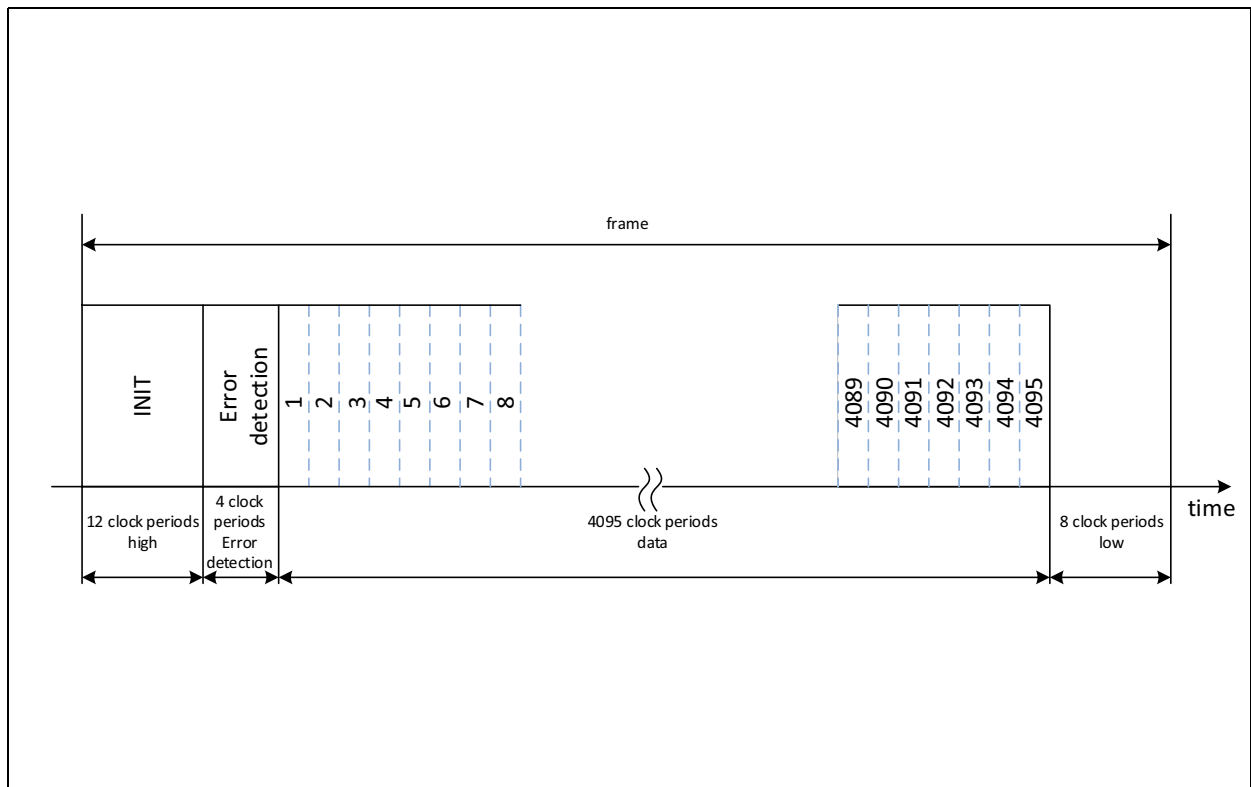 frame
INIT
Error
detection
1
2
3
4
5
6
7
8
4089
4090
4091
4092
4093
4094
4095
time
12 clock periods
high
4 clock
periods
Error
detection
4095 clock periods
data
8 clock periods
low